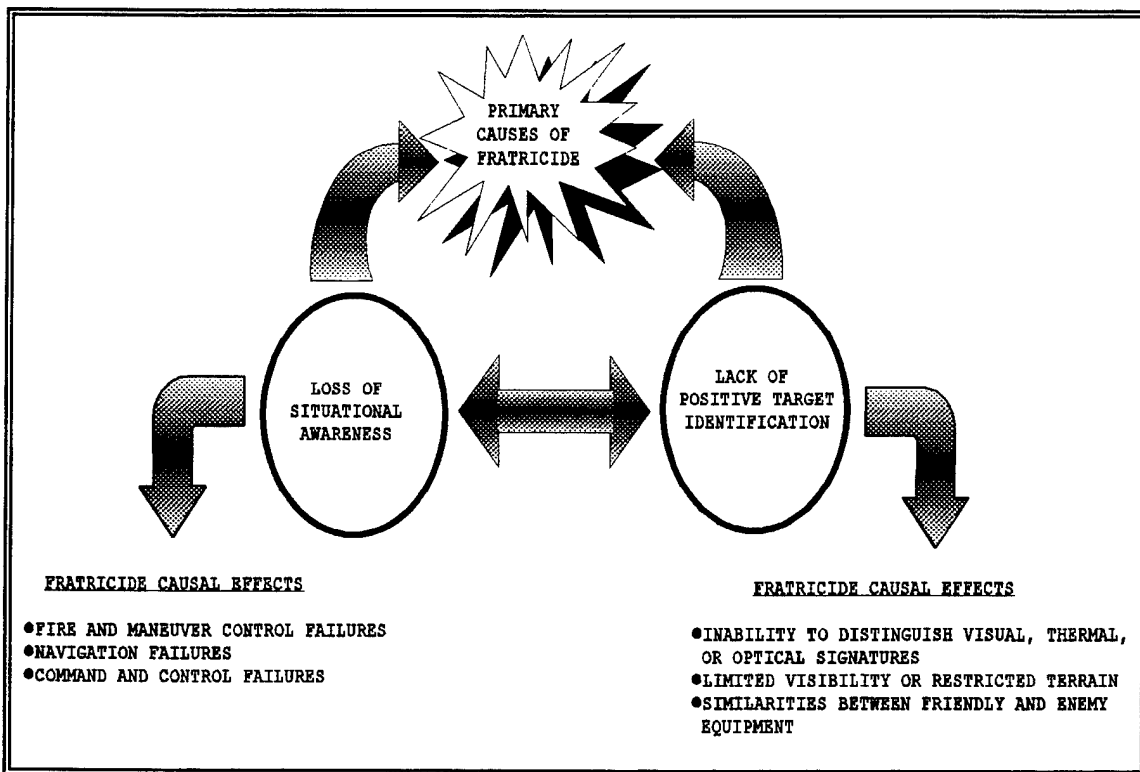 PRIMARY
CAUSES OF
FRATRICIDE
LOSS OF
SITUATIONAL
AWARENESS
LACK OF
POSITIVE TARGET
IDENTIFICATION
FRATRICIDE CAUSAL EFFECTS
●FIRE AND MANEUVER CONTROL FAILURES
●NAVIGATION FAILURES
●COMMAND AND CONTROL FAILURES
FRATRICIDE CAUSAL EFFECTS
●INABILITY TO DISTINGUISH VISUAL, THERMAL,
OR OPTICAL SIGNATURES
●LIMITED VISIBILITY OR RESTRICTED TERRAIN
●SIMILARITIES BETWEEN FRIENDLY AND ENEMY
EQUIPMENT